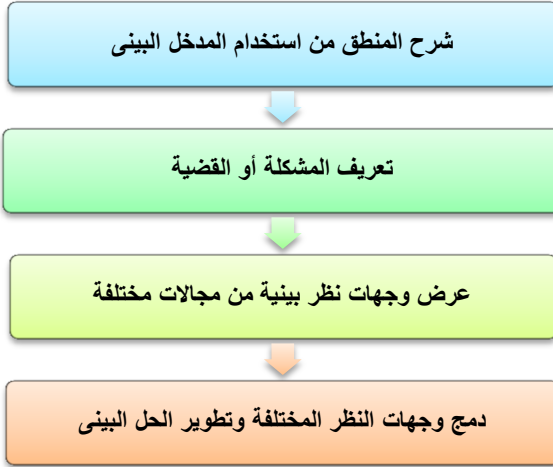 شرح المنطق من استخدام المدخل البينى
تعريف المشكلة أو القضية
عرض وجهات نظر بينية من مجالات مختلفة
دمج وجهات النظر المختلفة وتطوير الحل البينى